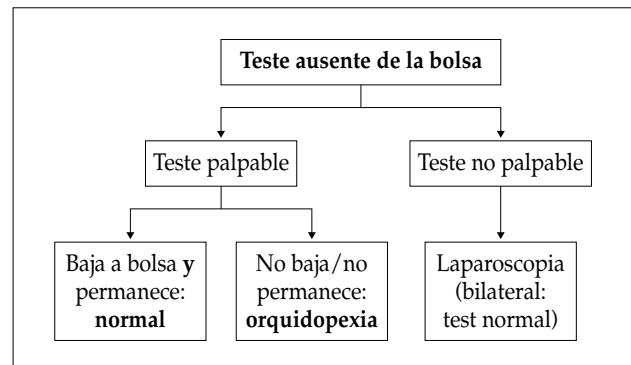 Teste ausente de la bolsa
Teste palpable
Teste no palpable
Baja a bolsa y
permanece:
normal
No baja/no
permanece:
orquidopexia
Laparoscopia
(bilateral:
test normal)